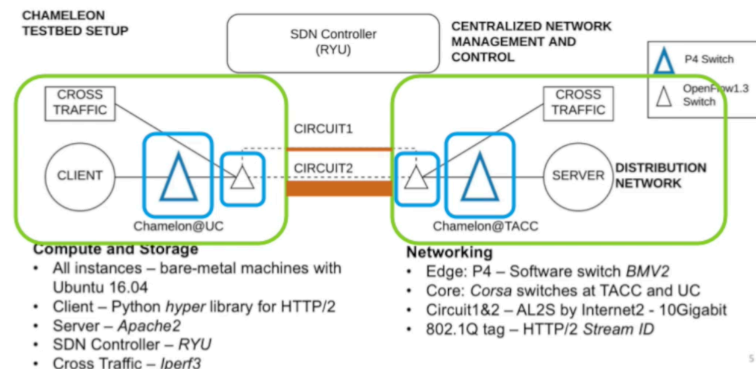 CHAMELEON
TESTBED SETUP
SDN Controller
(RYU)
CENTRALIZED NETWORK
MANAGEMENT AND
CONTROL
P4 Switch
OpenFlow1.3
Switch
CROSS
TRAFFIC
CROSS
TRAFFIC
CIRCUIT1
CIRCUIT2
CLIENT
SERVER
DISTRIBUTION
NETWORK
Chamelon@UC
Chamelon@TACC
Compute and Storage
• All instances – bare-metal machines with
Ubuntu 16.04
• Client – Python hyper library for HTTP/2
• Server – Apache2
• SDN Controller – RYU
• Cross Traffic – Iperf3
Networking
• Edge: P4 – Software switch BMV2
• Core: Corsa switches at TACC and UC
• Circuit1&2 – AL2S by Internet2 - 10Gigabit
• 802.1Q tag – HTTP/2 Stream ID
5